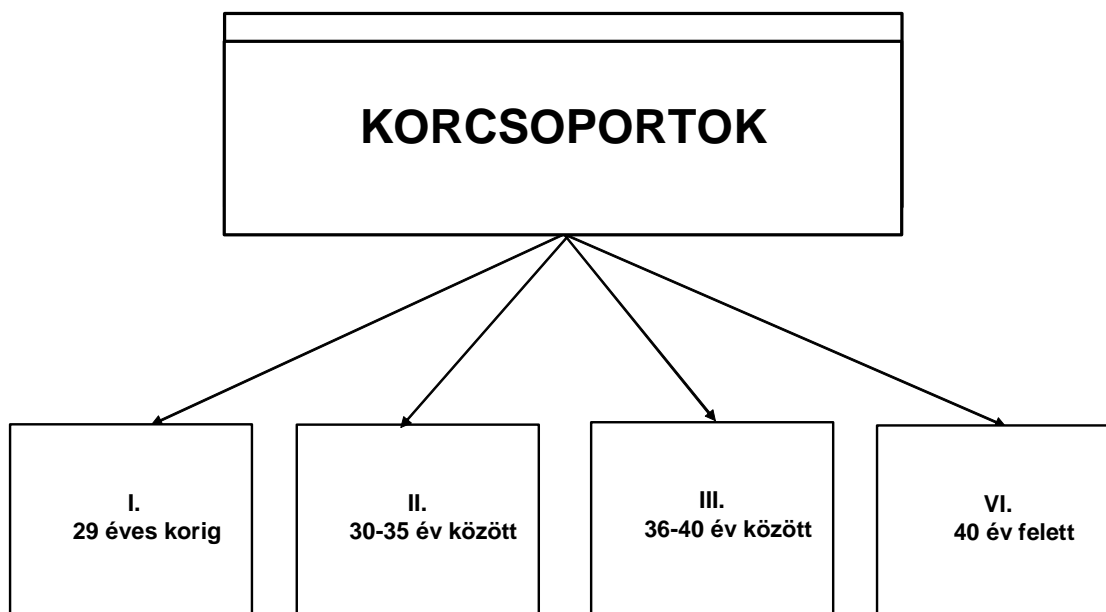 KORCSOPORTOK
I.
29 éves korig
II.
30-35 év között
III.
36-40 év között
VI.
40 év felett